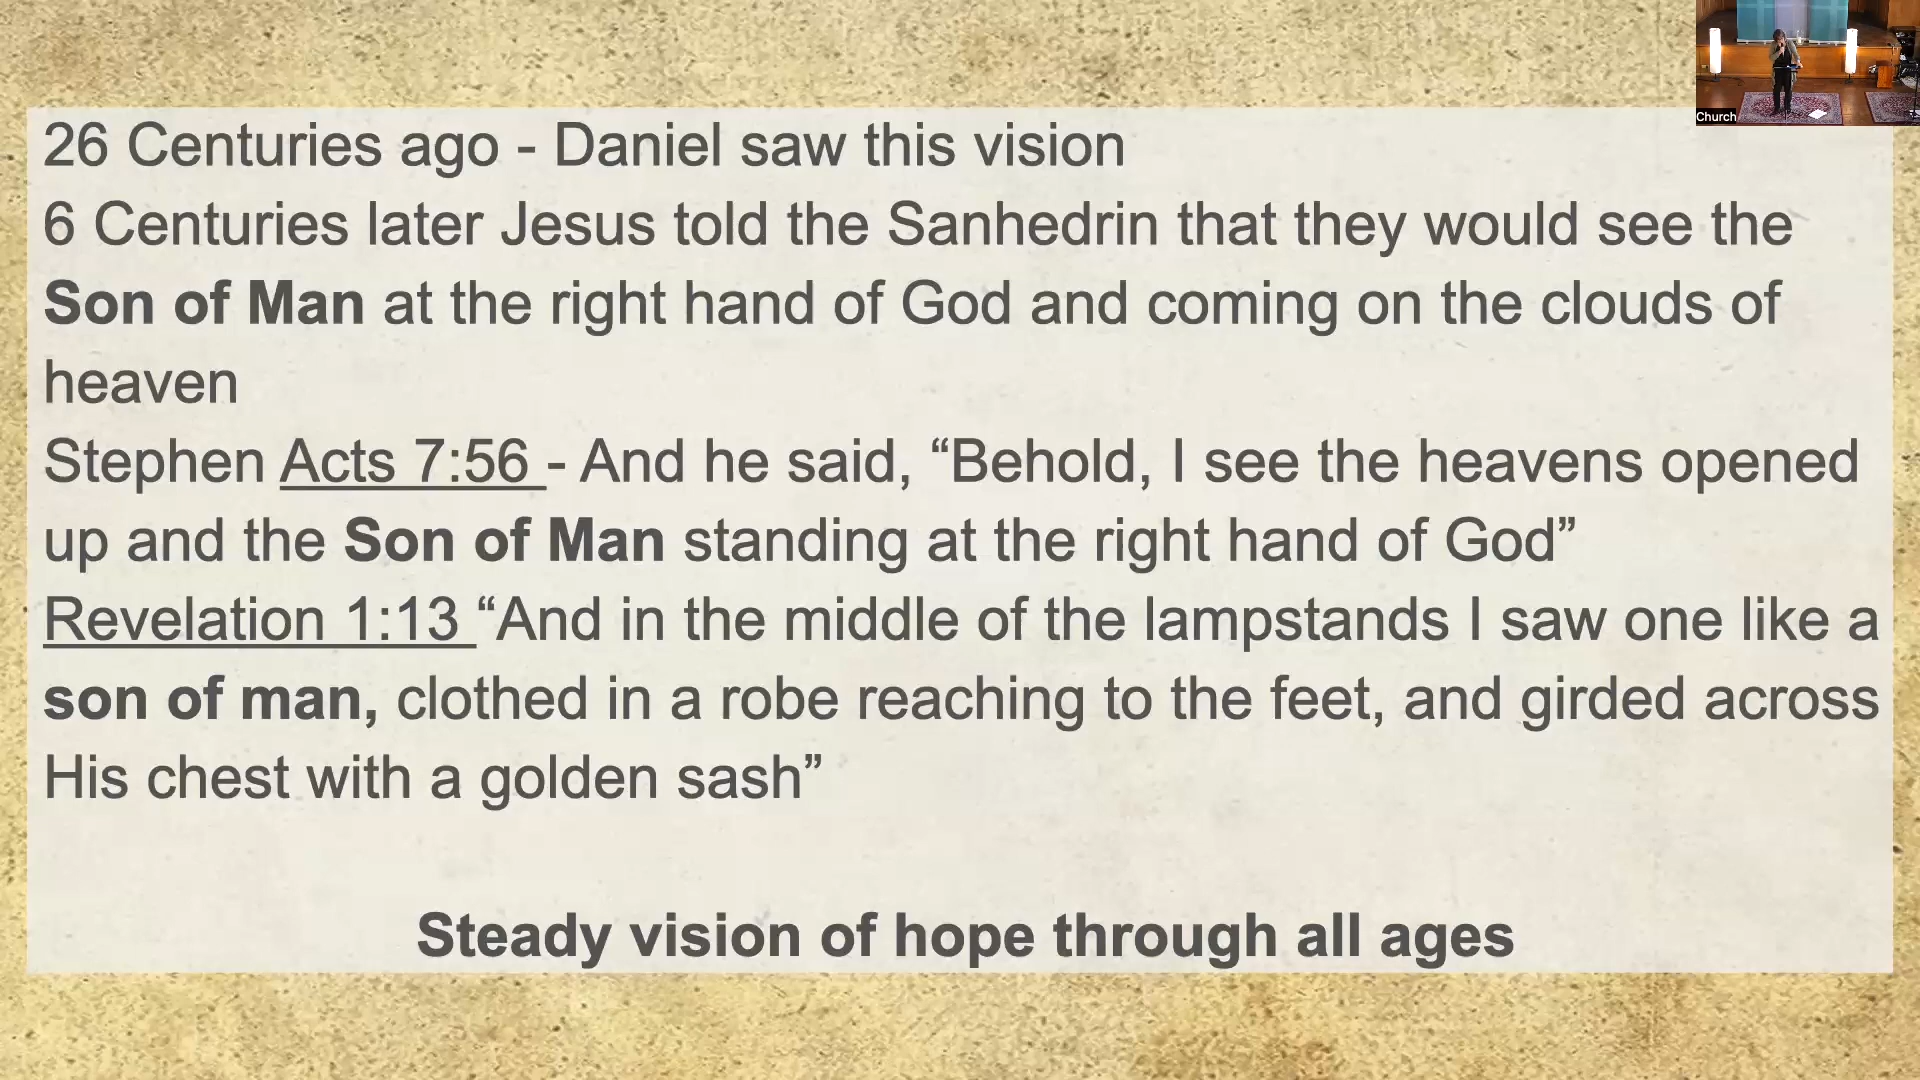 Church
26 Centuries ago - Daniel saw this vision
6 Centuries later Jesus told the Sanhedrin that they would see the
Son of Man at the right hand of God and coming on the clouds of
heaven
Stephen Acts 7:56 - And he said, “Behold, I see the heavens opened
up and the Son of Man standing at the right hand of God”
Revelation 1:13 “And in the middle of the lampstands I saw one like a
son of man, clothed in a robe reaching to the feet, and girded across
His chest with a golden sash”
Steady vision of hope through all ages